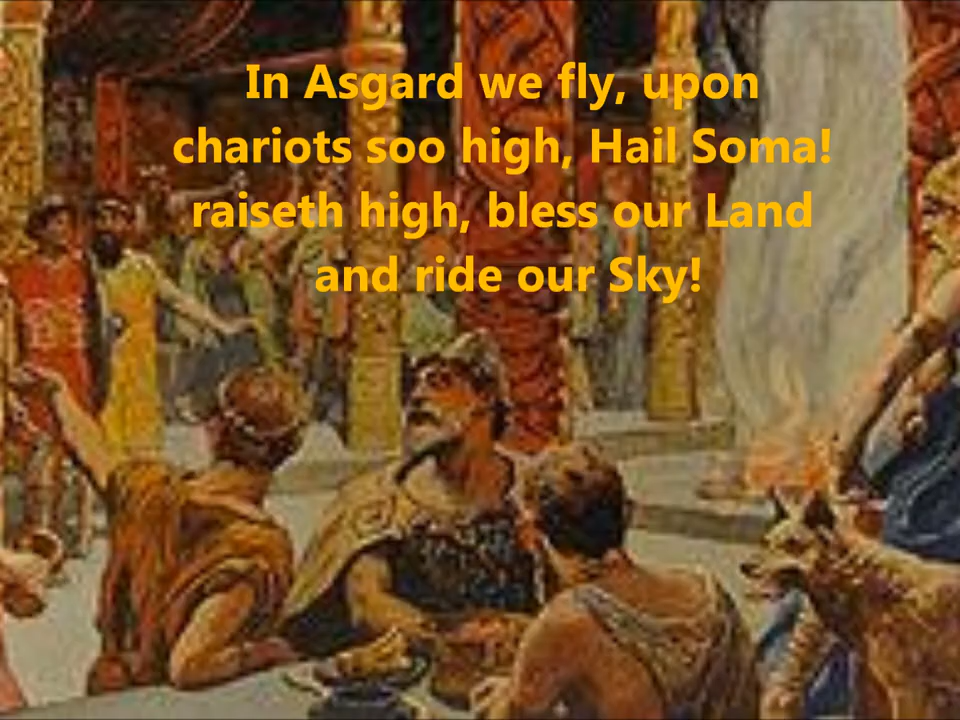 In Asgard we fly, upon
chariots soo high, Hail Soma!
raiseth high, bless our Land
and ride our Sky!